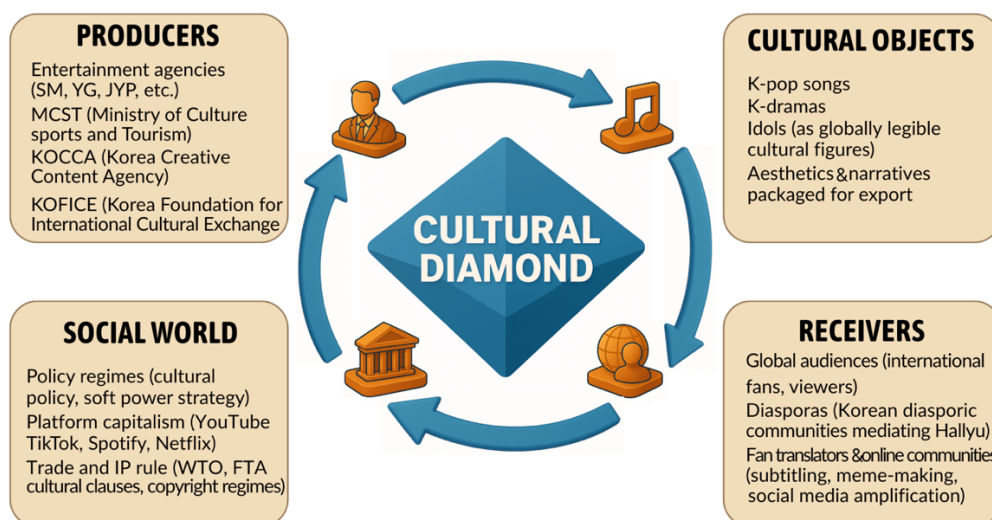 PRODUCERS
Entertainment agencies
(SM, YG, JYP, etc.)
MCST (Ministry of Culture
sports and Tourism)
KOCCA (Korea Creative
Content Agency)
KOFICE (Korea Foundation for
International Cultural Exchange
CULTURAL OBJECTS
K-pop songs
K-dramas
Idols (as globally legible
cultural figures)
Aesthetics &narratives
packaged for export
CULTURAL
DIAMOND
SOCIAL WORLD
Policy regimes (cultural
policy, soft power strategy)
Platform capitalism (YouTube
TikTok, Spotify, Netflix)
Trade and IP rule (WTO, FTA
cultural clauses, copyright regimes)
RECEIVERS
Global audiences (international
fans, viewers)
Diasporas (Korean diasporic
communities mediating Hallyu)
Fan translators &online communities
(subtitling, meme-making,
social media amplification)